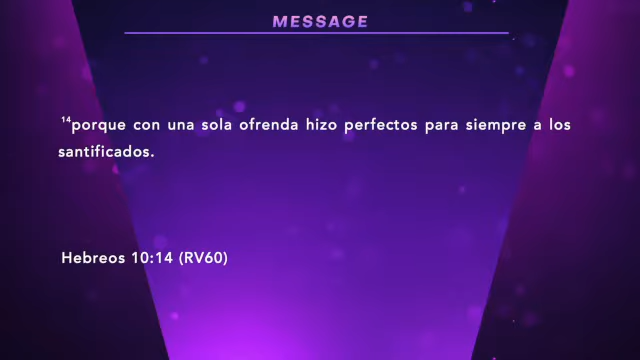 MESSAGE
¹⁴porque con una sola ofrenda hizo perfectos para siempre a los
santificados.
Hebreos 10:14 (RV60)